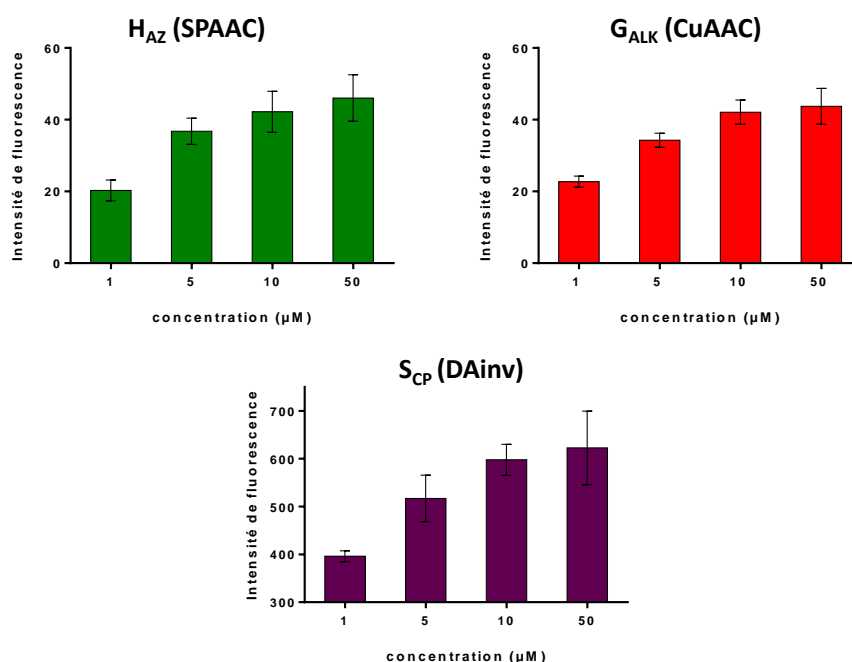 H_AZ (SPAAC)
Intensité de fluorescence
60
40
20
0
1 5 10 50
concentration (µM)
G_ALK (CuAAC)
Intensité de fluorescence
60
40
20
0
1 5 10 50
concentration (µM)
S_CP (DAinv)
Intensité de fluorescence
700
600
500
400
300
1 5 10 50
concentration (µM)